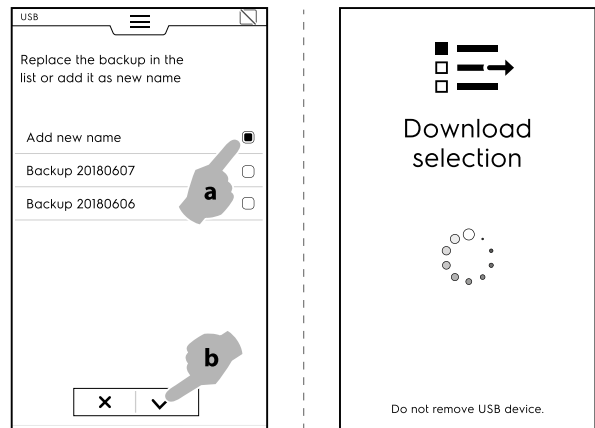 USB
Replace the backup in the
list or add it as new name
Add new name
Backup 20180607
Backup 20180606
a
b
Download
selection
Do not remove USB device.